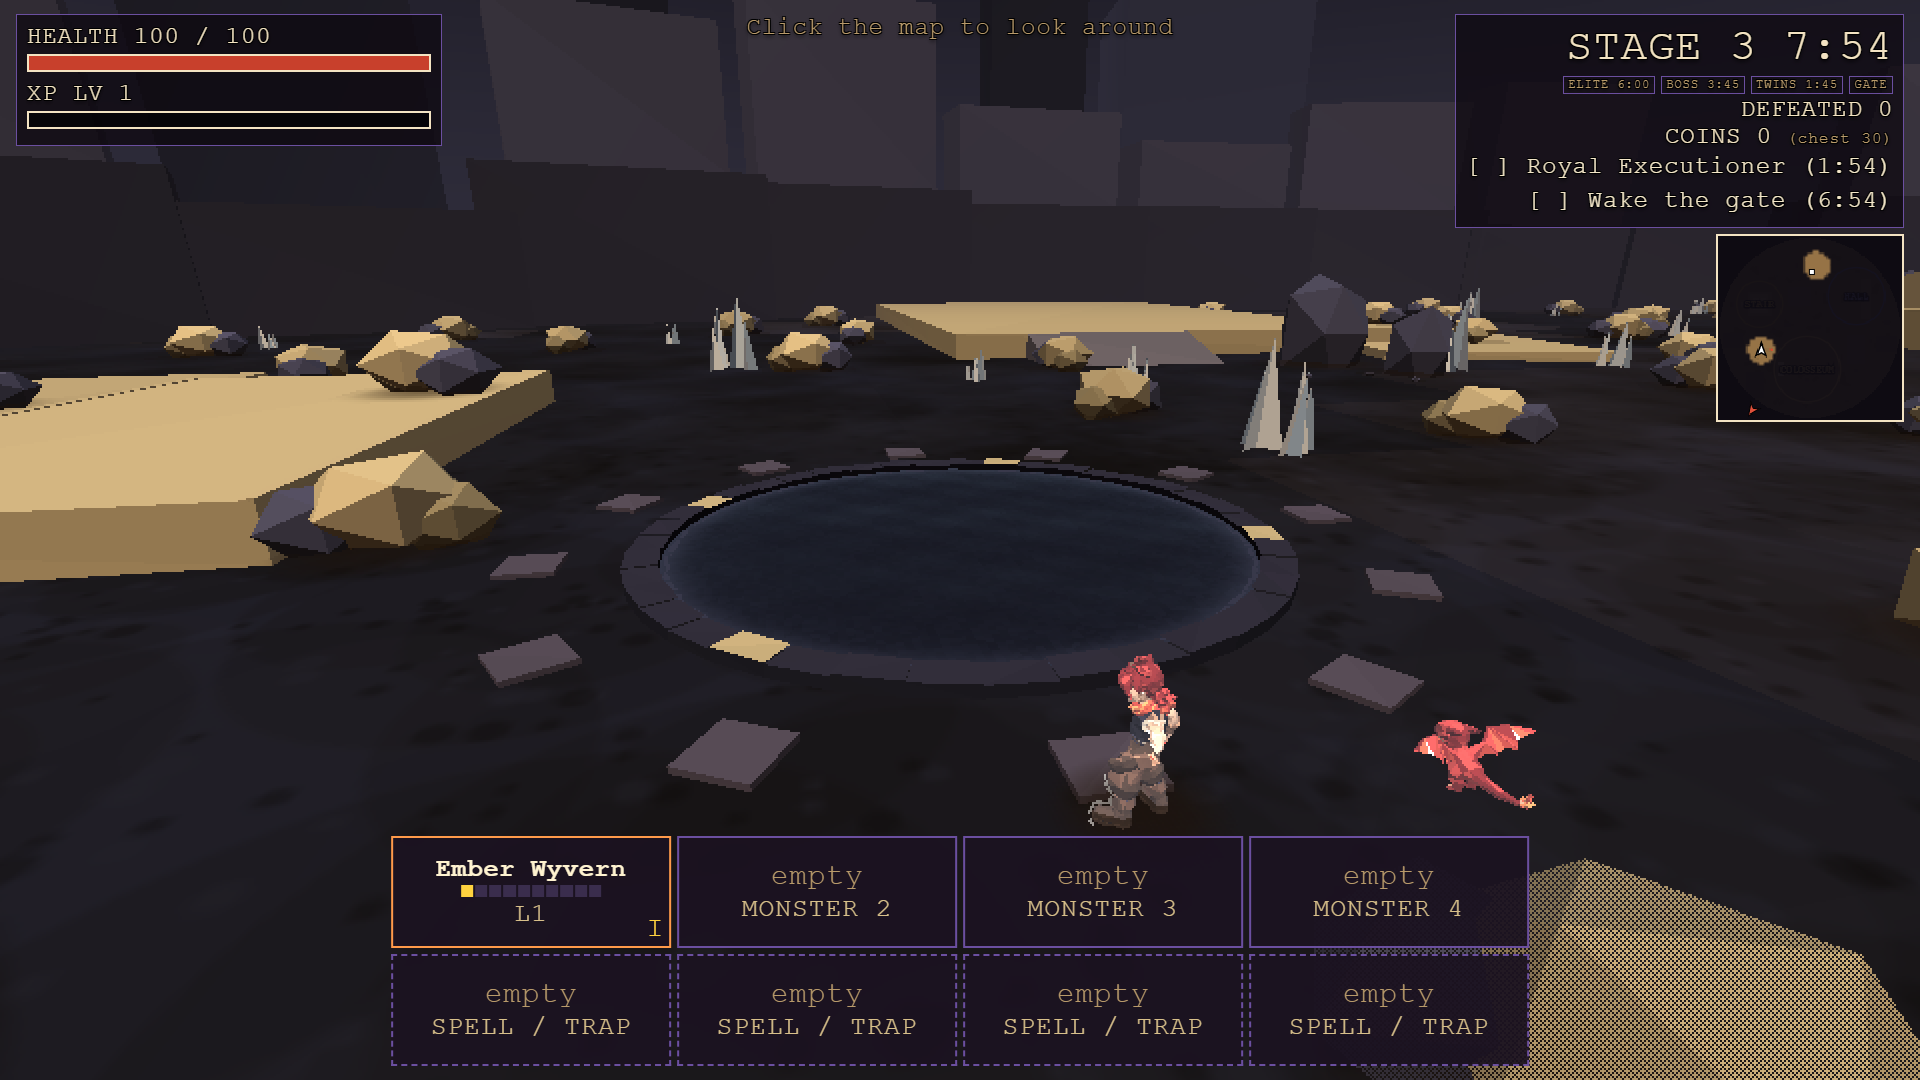 HEALTH 100 / 100
XP LV 1
Click the map to look around
STAGE 3 7:54
ELITE 6:00 BOSS 3:45 TWINS 1:45 GATE
DEFEATED 0
COINS 0 (chest 30)
[ ] Royal Executioner (1:54)
[ ] Wake the gate (6:54)
Ember Wyvern
L1
I
empty
MONSTER 2
empty
MONSTER 3
empty
MONSTER 4
empty
SPELL / TRAP
empty
SPELL / TRAP
empty
SPELL / TRAP
empty
SPELL / TRAP